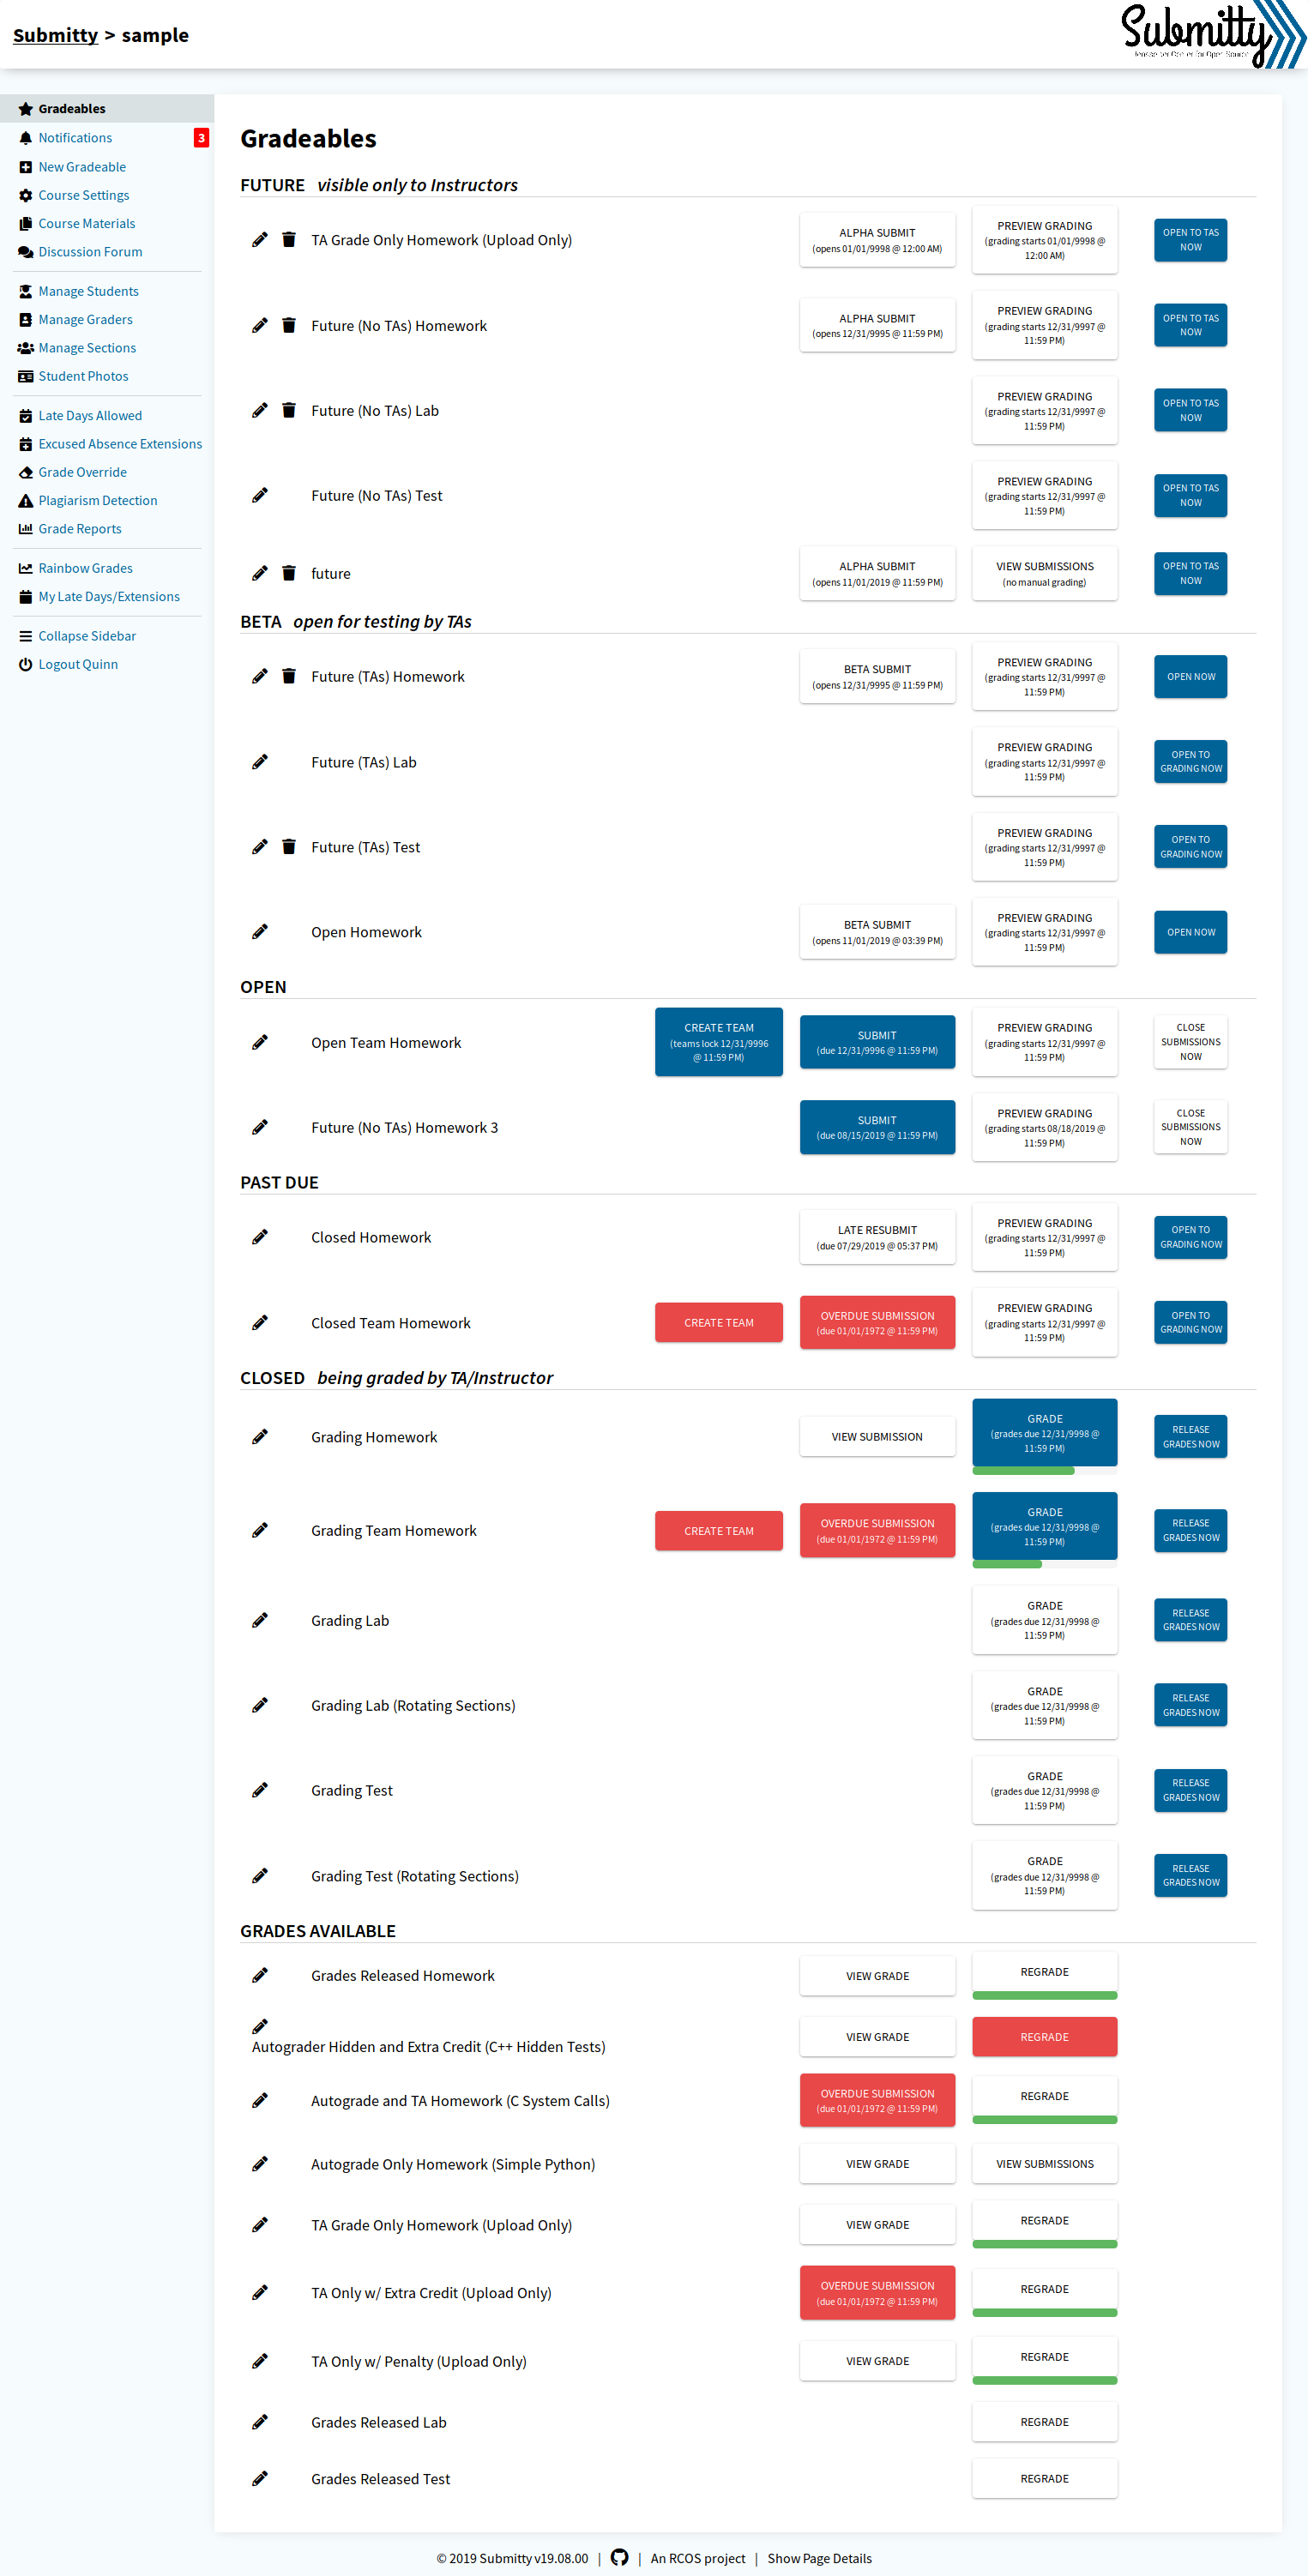 Submitty > sample
Submitty
Gradeables
Notifications 3
New Gradeable
Course Settings
Course Materials
Discussion Forum
Manage Students
Manage Graders
Manage Sections
Student Photos
Late Days Allowed
Excused Absence Extensions
Grade Override
Plagiarism Detection
Grade Reports
Rainbow Grades
My Late Days/Extensions
Collapse Sidebar
Logout Quinn
Gradeables
FUTURE visible only to Instructors
TA Grade Only Homework (Upload Only)
ALPHA SUBMIT
(opens 01/01/9998 @ 12:00 AM)
PREVIEW GRADING
(grading starts 01/01/9998 @
12:00 AM)
OPEN TO TAS
NOW
Future (No TAs) Homework
ALPHA SUBMIT
(opens 12/31/9995 @ 11:59 PM)
PREVIEW GRADING
(grading starts 12/31/9997 @
11:59 PM)
OPEN TO TAS
NOW
Future (No TAs) Lab
PREVIEW GRADING
(grading starts 12/31/9997 @
11:59 PM)
OPEN TO TAS
NOW
Future (No TAs) Test
PREVIEW GRADING
(grading starts 12/31/9997 @
11:59 PM)
OPEN TO TAS
NOW
future
ALPHA SUBMIT
(opens 11/01/2019 @ 11:59 PM)
VIEW SUBMISSIONS
(no manual grading)
OPEN TO TAS
NOW
BETA open for testing by TAs
Future (TAs) Homework
BETA SUBMIT
(opens 12/31/9995 @ 11:59 PM)
PREVIEW GRADING
(grading starts 12/31/9997 @
11:59 PM)
OPEN NOW
Future (TAs) Lab
PREVIEW GRADING
(grading starts 12/31/9997 @
11:59 PM)
OPEN TO
GRADING NOW
Future (TAs) Test
PREVIEW GRADING
(grading starts 12/31/9997 @
11:59 PM)
OPEN TO
GRADING NOW
Open Homework
BETA SUBMIT
(opens 11/01/2019 @ 03:39 PM)
PREVIEW GRADING
(grading starts 12/31/9997 @
11:59 PM)
OPEN NOW
OPEN
Open Team Homework
CREATE TEAM
(teams lock 12/31/9996
@ 11:59 PM)
SUBMIT
(due 12/31/9996 @ 11:59 PM)
PREVIEW GRADING
(grading starts 12/31/9997 @
11:59 PM)
CLOSE
SUBMISSIONS
NOW
Future (No TAs) Homework 3
SUBMIT
(due 08/15/2019 @ 11:59 PM)
PREVIEW GRADING
(grading starts 08/18/2019 @
11:59 PM)
CLOSE
SUBMISSIONS
NOW
PAST DUE
Closed Homework
LATE RESUBMIT
(due 07/29/2019 @ 05:37 PM)
PREVIEW GRADING
(grading starts 12/31/9997 @
11:59 PM)
OPEN TO
GRADING NOW
Closed Team Homework
CREATE TEAM
OVERDUE SUBMISSION
(due 01/01/1972 @ 11:59 PM)
PREVIEW GRADING
(grading starts 12/31/9997 @
11:59 PM)
OPEN TO
GRADING NOW
CLOSED being graded by TA/Instructor
Grading Homework
VIEW SUBMISSION
GRADE
(grades due 12/31/9998 @
11:59 PM)
RELEASE
GRADES NOW
Grading Team Homework
CREATE TEAM
OVERDUE SUBMISSION
(due 01/01/1972 @ 11:59 PM)
GRADE
(grades due 12/31/9998 @
11:59 PM)
RELEASE
GRADES NOW
Grading Lab
GRADE
(grades due 12/31/9998 @
11:59 PM)
RELEASE
GRADES NOW
Grading Lab (Rotating Sections)
GRADE
(grades due 12/31/9998 @
11:59 PM)
RELEASE
GRADES NOW
Grading Test
GRADE
(grades due 12/31/9998 @
11:59 PM)
RELEASE
GRADES NOW
Grading Test (Rotating Sections)
GRADE
(grades due 12/31/9998 @
11:59 PM)
RELEASE
GRADES NOW
GRADES AVAILABLE
Grades Released Homework
VIEW GRADE
REGRADE
Autograder Hidden and Extra Credit (C++ Hidden Tests)
VIEW GRADE
REGRADE
Autograde and TA Homework (C System Calls)
OVERDUE SUBMISSION
(due 01/01/1972 @ 11:59 PM)
REGRADE
Autograde Only Homework (Simple Python)
VIEW GRADE
VIEW SUBMISSIONS
TA Grade Only Homework (Upload Only)
VIEW GRADE
REGRADE
TA Only w/ Extra Credit (Upload Only)
OVERDUE SUBMISSION
(due 01/01/1972 @ 11:59 PM)
REGRADE
TA Only w/ Penalty (Upload Only)
VIEW GRADE
REGRADE
Grades Released Lab
REGRADE
Grades Released Test
REGRADE
© 2019 Submitty v19.08.00 | | An RCOS project | Show Page Details